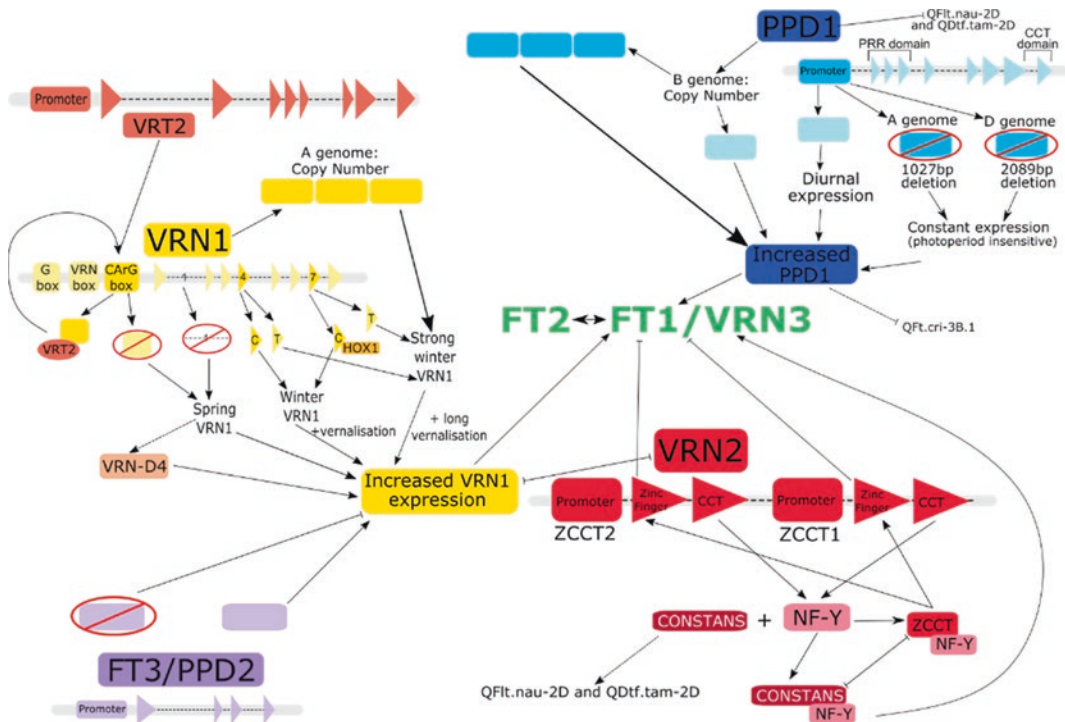 PPD1
QFlt.nau-2D
and QDtf.tam-2D
PRR domain
CCT
domain
Promoter
B genome:
Copy Number
A genome
D genome
1027bp
deletion
2089bp
deletion
Diurnal
expression
Constant expression
(photoperiod insensitive)
Increased
PPD1
QFt.cri-3B.1
Promoter
VRT2
A genome:
Copy Number
VRN1
G
box
VRN
box
CArG
box
1
4
7
VRT2
1
C
T
C
HOX1
T
Strong
winter
VRN1
Spring
VRN1
Winter
VRN1
+vernalisation
+ long
vernalisation
VRN-D4
Increased VRN1
expression
FT2
FT1/VRN3
VRN2
Promoter
Zinc
Finger
CCT
Promoter
Zinc
Finger
CCT
ZCCT2
ZCCT1
CONSTANS
+
NF-Y
ZCCT
NF-Y
QFlt.nau-2D and QDtf.tam-2D
CONSTANS
NF-Y
FT3/PPD2
Promoter